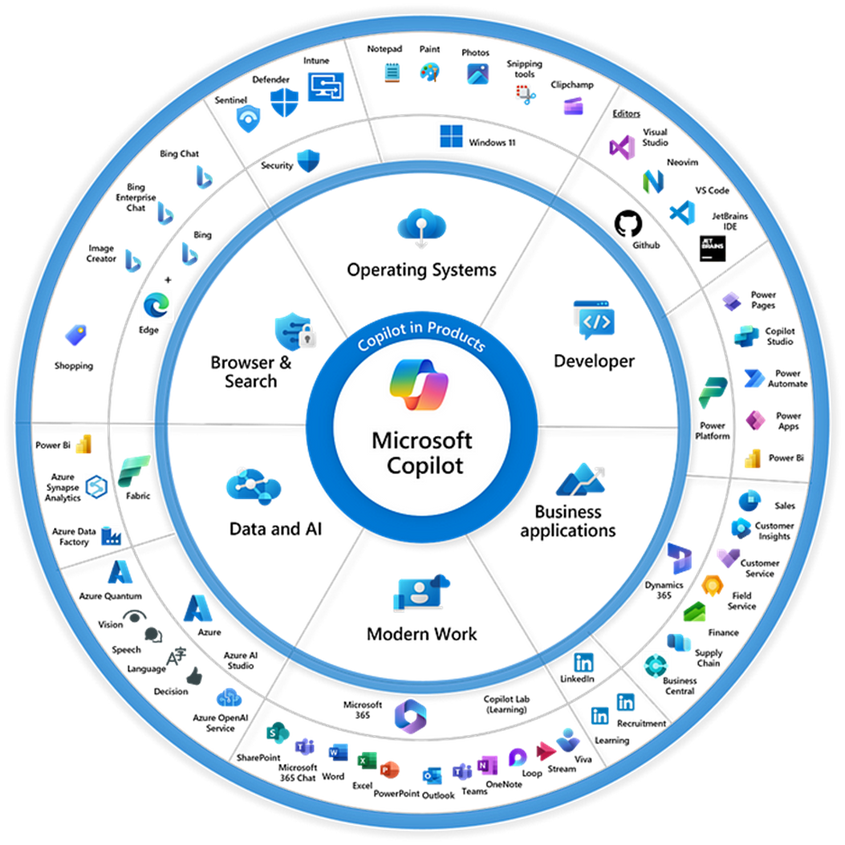 Copilot in Products
Microsoft
Copilot
Operating Systems
Developer
Business
applications
Modern Work
Data and AI
Browser &
Search
Windows 11
Notepad
Paint
Photos
Snipping
tools
Clipchamp
Github
Editors
Visual
Studio
Neovim
VS Code
JetBrains
IDE
JET
BRAINS
Power
Platform
Power
Pages
Copilot
Studio
Power
Automate
Power
Apps
Power Bi
Dynamics
365
Sales
Customer
Insights
Customer
Service
Field
Service
Finance
Supply
Chain
Business
Central
LinkedIn
Recruitment
Learning
Copilot Lab
(Learning)
Microsoft
365
Viva
Stream
Loop
OneNote
Teams
Outlook
PowerPoint
Excel
Word
Microsoft
365 Chat
SharePoint
Azure
Azure AI
Studio
Azure OpenAI
Service
Decision
Language
Speech
Vision
Azure Quantum
Fabric
Azure Data
Factory
Azure
Synapse
Analytics
Power Bi
Edge
+
Bing
Shopping
Image
Creator
Bing
Enterprise
Chat
Bing Chat
Security
Sentinel
Defender
Intune